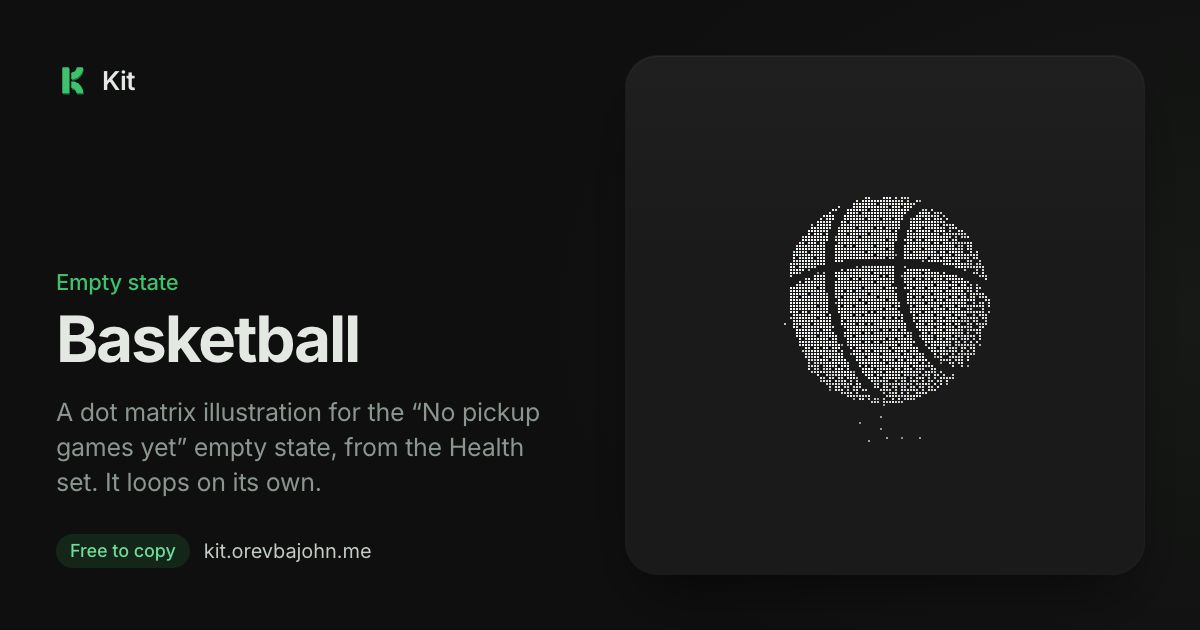 Kit
Empty state
Basketball
A dot matrix illustration for the “No pickup
games yet” empty state, from the Health
set. It loops on its own.
Free to copy
kit.orevbajohn.me